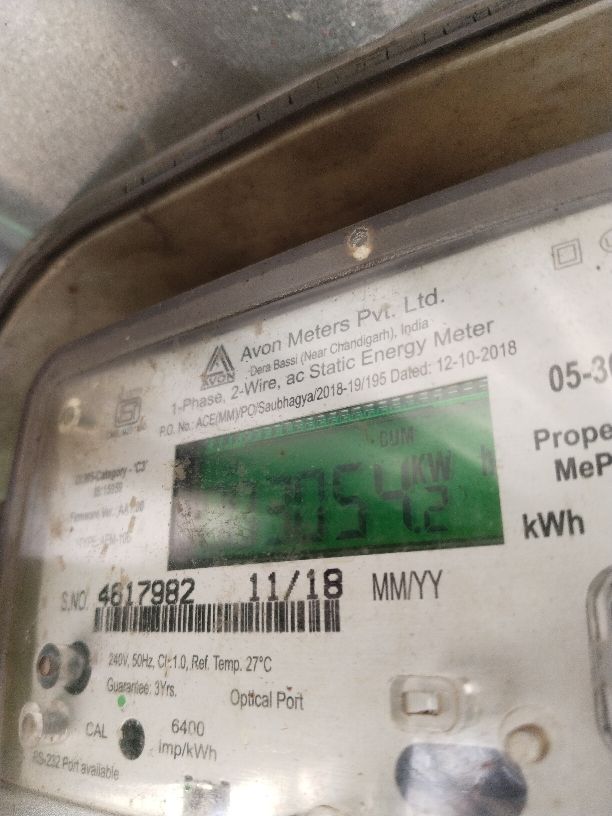 Avon Meters Pvt. Ltd.
Dera Bassi (Near Chandigarh), India
AVON
1-Phase, 2-Wire, ac Static Energy Meter
P.O. No.: ACE(MM)/PO/Saubhagya/2018-19/195 Dated: 12-10-2018
05-3
Prope
MeP
CUM
KW h
3054.2
kWh
S.NO. 4617982 11/18 MM/YY
240V, 50Hz, Cl.:1.0, Ref. Temp. 27°C
Guarantee: 3Yrs.
Optical Port
CAL
6400
imp/kWh
RS-232 Port available